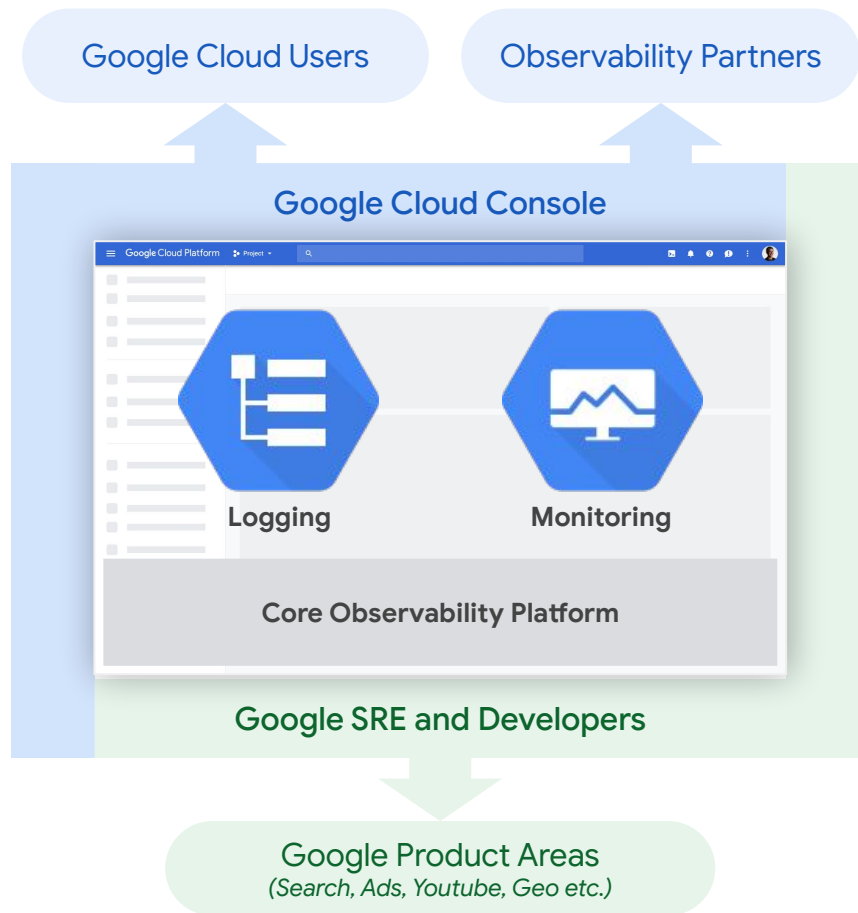 Google Cloud Users
Observability Partners
Google Cloud Console
Google Cloud Platform
Project
Logging
Monitoring
Core Observability Platform
Google SRE and Developers
Google Product Areas
(Search, Ads, Youtube, Geo etc.)